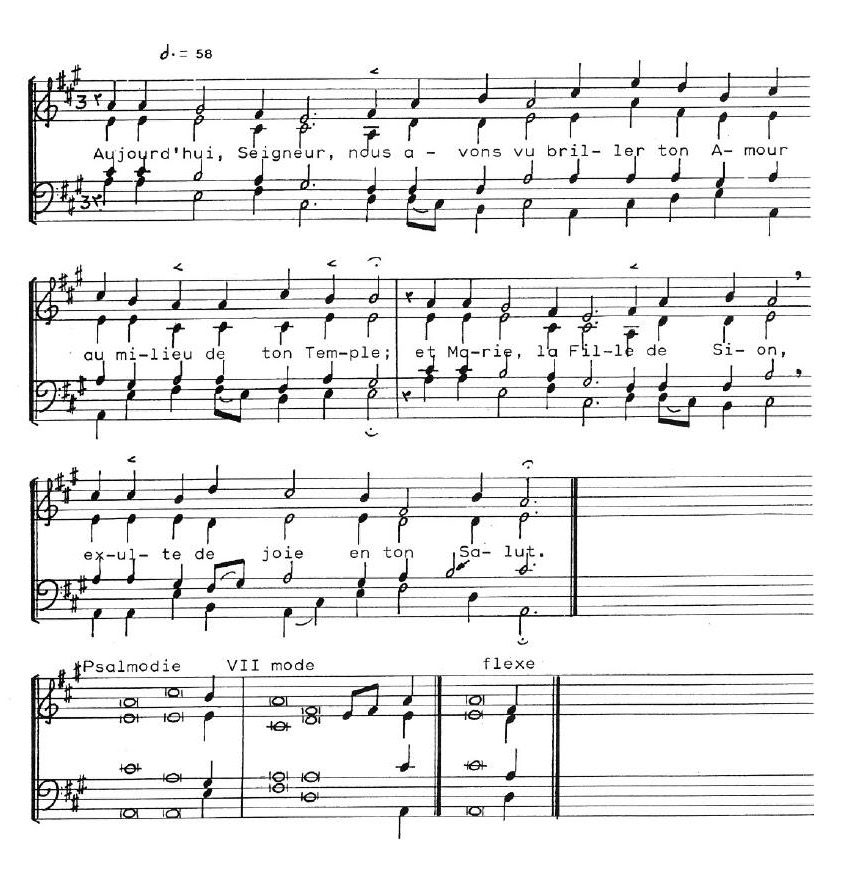 ♩. = 58
Aujourd'hui, Seigneur, nous a - vons vu bril- ler ton A- mour
au mi-lieu de ton Tem-ple; et Ma-rie, la Fil-le de Si-on,
ex-ul- te de joie en ton Sa- lut.
Psalmodie VII mode flexe